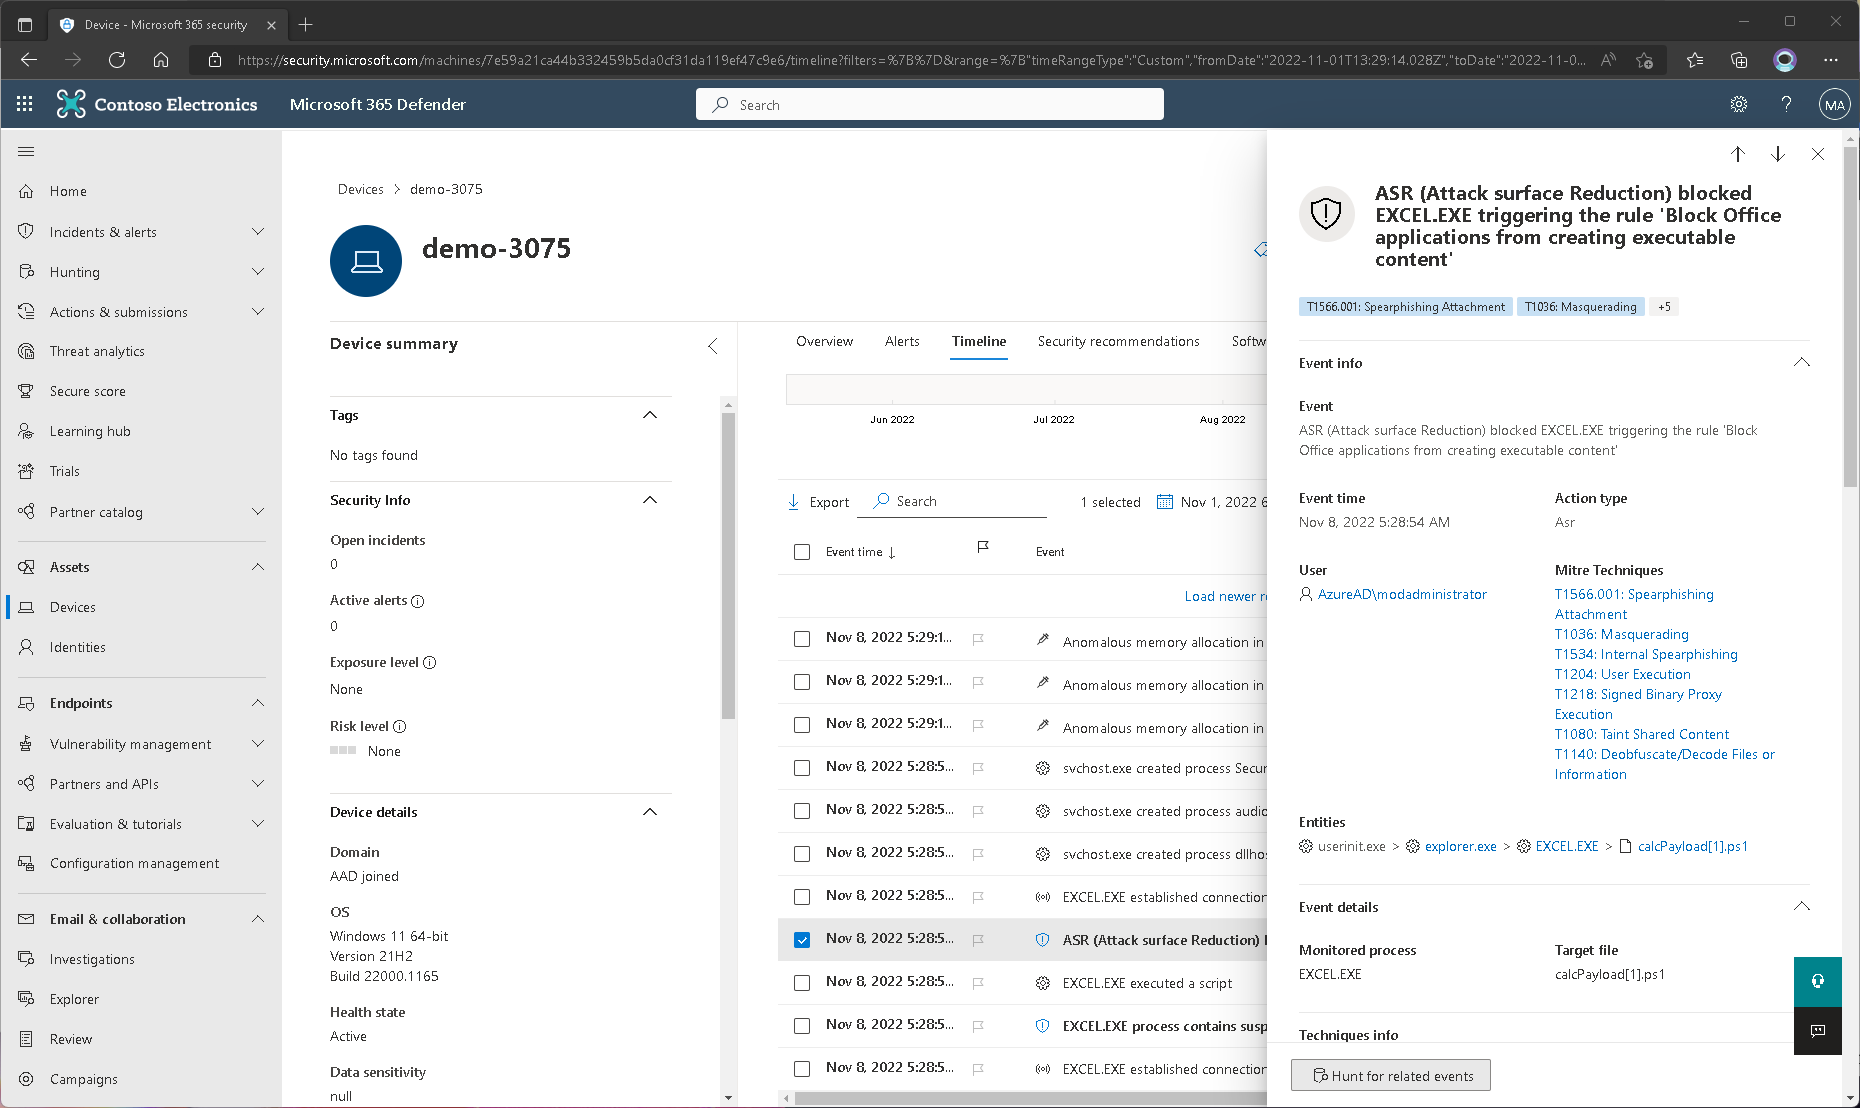 Device - Microsoft 365 security
https://security.microsoft.com/machines/7e59a21ca44b332459b5da0cf31da119ef47c9e6/timeline?filters=%7B%7D&range=%7B"timeRangeType":"Custom","fromDate":"2022-11-01T13:29:14.028Z","toDate":"2022-11-0...
Contoso Electronics
Microsoft 365 Defender
Search
MA
Home
Incidents & alerts
Hunting
Actions & submissions
Threat analytics
Secure score
Learning hub
Trials
Partner catalog
Assets
Devices
Identities
Endpoints
Vulnerability management
Partners and APIs
Evaluation & tutorials
Configuration management
Email & collaboration
Investigations
Explorer
Review
Campaigns
Devices > demo-3075
demo-3075
Device summary
Tags
No tags found
Security Info
Open incidents
0
Active alerts
0
Exposure level
None
Risk level
None
Device details
Domain
AAD joined
OS
Windows 11 64-bit
Version 21H2
Build 22000.1165
Health state
Active
Data sensitivity
null
Overview Alerts Timeline Security recommendations Softw
Jun 2022 Jul 2022 Aug 2022
Export Search 1 selected Nov 1, 2022 6
Event time ↓ Event
Load newer re
Nov 8, 2022 5:29:1... Anomalous memory allocation in
Nov 8, 2022 5:29:1... Anomalous memory allocation in
Nov 8, 2022 5:29:1... Anomalous memory allocation in
Nov 8, 2022 5:28:5... svchost.exe created process Secur
Nov 8, 2022 5:28:5... svchost.exe created process audio
Nov 8, 2022 5:28:5... svchost.exe created process dllhos
Nov 8, 2022 5:28:5... EXCEL.EXE established connection
Nov 8, 2022 5:28:5... ASR (Attack surface Reduction) b
Nov 8, 2022 5:28:5... EXCEL.EXE executed a script
Nov 8, 2022 5:28:5... EXCEL.EXE process contains susp
Nov 8, 2022 5:28:5... EXCEL.EXE established connection
ASR (Attack surface Reduction) blocked
EXCEL.EXE triggering the rule 'Block Office
applications from creating executable
content'
T1566.001: Spearphishing Attachment T1036: Masquerading +5
Event info
Event
ASR (Attack surface Reduction) blocked EXCEL.EXE triggering the rule 'Block
Office applications from creating executable content'
Event time
Nov 8, 2022 5:28:54 AM
Action type
Asr
User
AzureAD\modadministrator
Mitre Techniques
T1566.001: Spearphishing
Attachment
T1036: Masquerading
T1534: Internal Spearphishing
T1204: User Execution
T1218: Signed Binary Proxy
Execution
T1080: Taint Shared Content
T1140: Deobfuscate/Decode Files or
Information
Entities
userinit.exe > explorer.exe > EXCEL.EXE > calcPayload[1].ps1
Event details
Monitored process
EXCEL.EXE
Target file
calcPayload[1].ps1
Techniques info
Hunt for related events